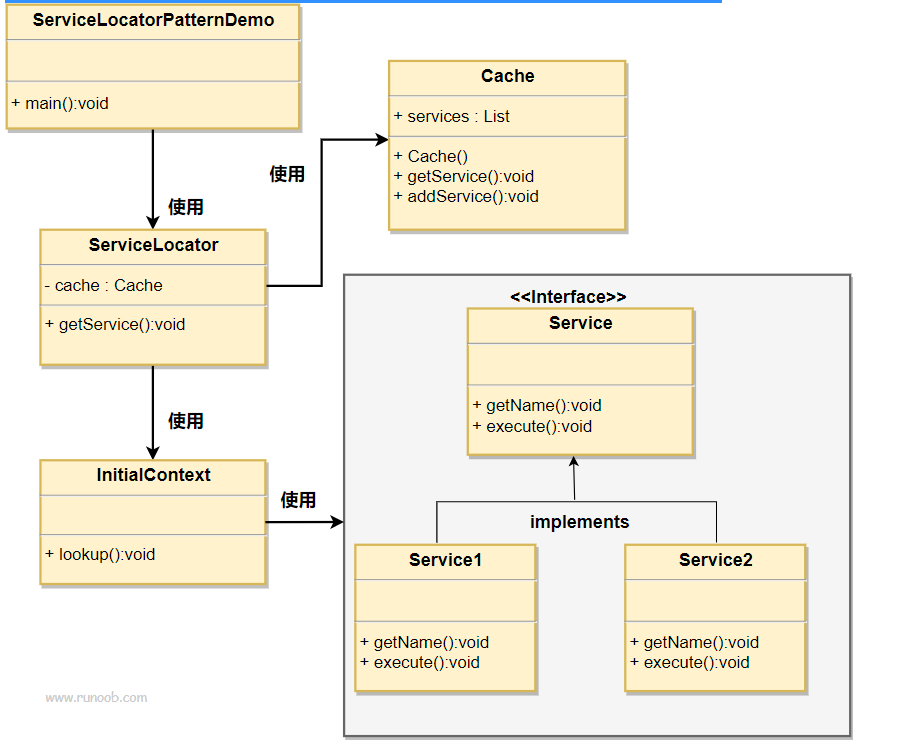 ServiceLocatorPatternDemo
+ main():void
使用
ServiceLocator
- cache : Cache
+ getService():void
使用
Cache
+ services : List
+ Cache()
+ getService():void
+ addService():void
使用
InitialContext
+ lookup():void
使用
<<Interface>>
Service
+ getName():void
+ execute():void
implements
Service1
+ getName():void
+ execute():void
Service2
+ getName():void
+ execute():void
www.runoob.com